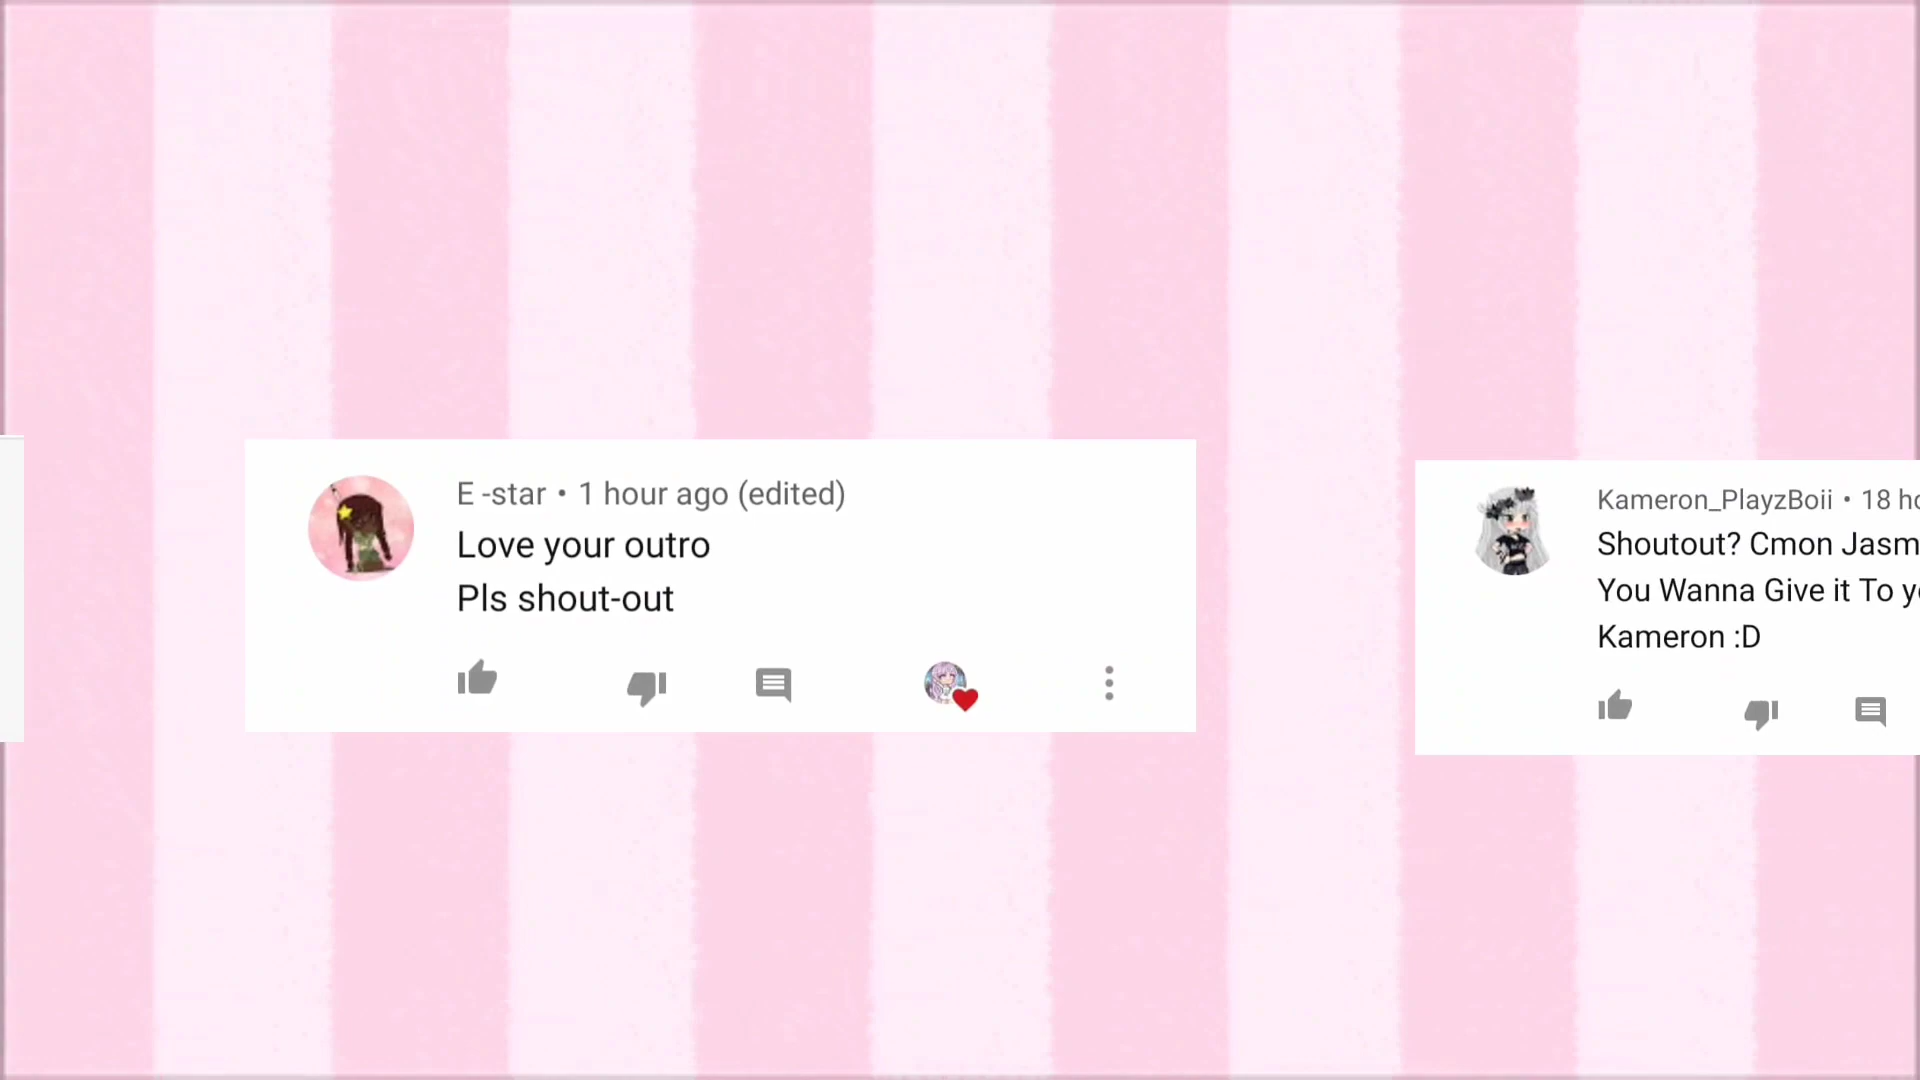 E -star • 1 hour ago (edited)
Love your outro
Pls shout-out
Kameron_PlayzBoii • 18
Shoutout? Cmon
You Wanna Give it To
Kameron :D